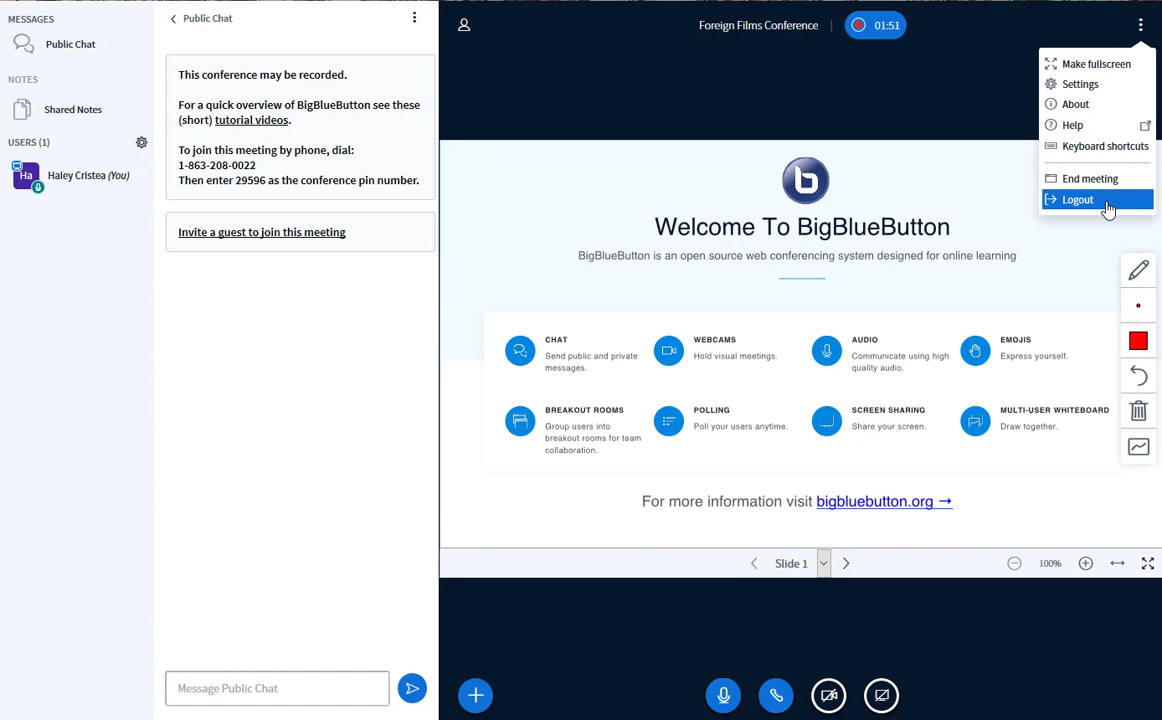 MESSAGES
Public Chat
NOTES
Shared Notes
USERS (1)
Ha
Haley Cristea (You)
Public Chat
This conference may be recorded.
For a quick overview of BigBlueButton see these
(short) tutorial videos.
To join this meeting by phone, dial:
1-863-208-0022
Then enter 29596 as the conference pin number.
Invite a guest to join this meeting
Message Public Chat
Foreign Films Conference
01:51
Make fullscreen
Settings
About
Help
Keyboard shortcuts
End meeting
Logout
b
Welcome To BigBlueButton
BigBlueButton is an open source web conferencing system designed for online learning
CHAT
Send public and private
messages.
WEBCAMS
Hold visual meetings.
AUDIO
Communicate using high
quality audio.
EMOJIS
Express yourself.
BREAKOUT ROOMS
Group users into
breakout rooms for team
collaboration.
POLLING
Poll your users anytime.
SCREEN SHARING
Share your screen.
MULTI-USER WHITEBOARD
Draw together.
For more information visit bigbluebutton.org →
Slide 1
100%